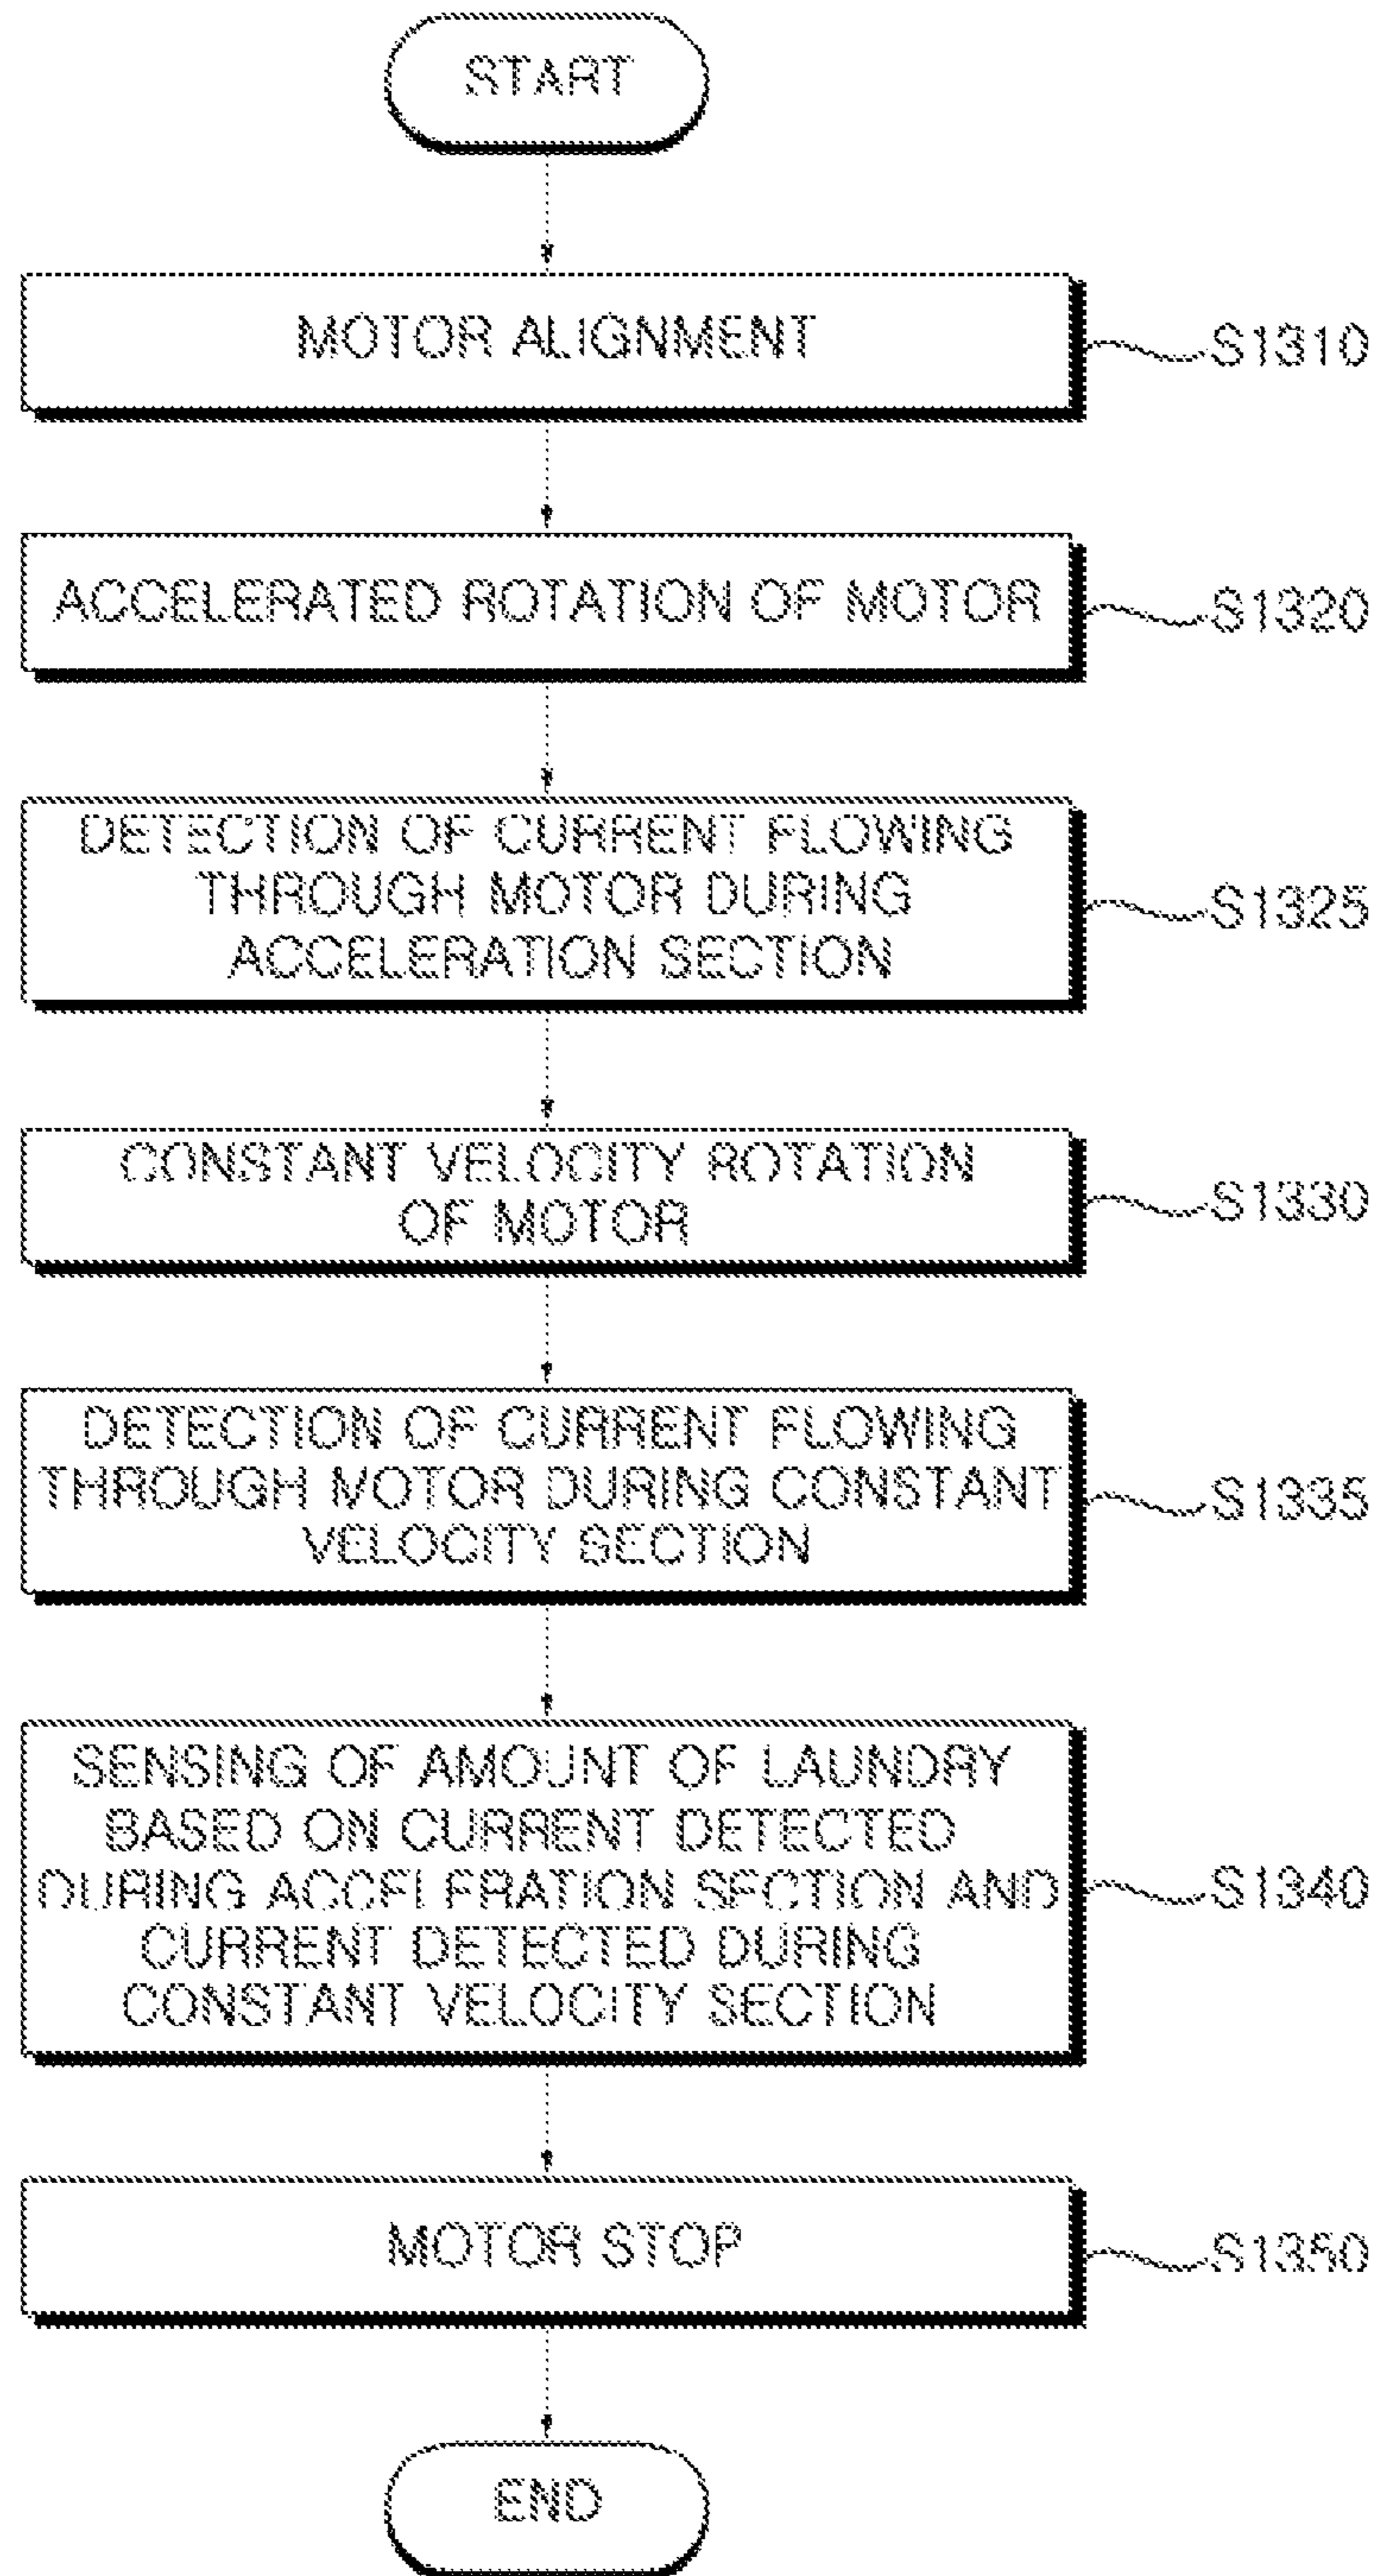 START
MOTOR ALIGNMENT
S1310
ACCELERATED ROTATION OF MOTOR
S1320
DETECTION OF CURRENT FLOWING
THROUGH MOTOR DURING
ACCELERATION SECTION
S1325
CONSTANT VELOCITY ROTATION
OF MOTOR
S1330
DETECTION OF CURRENT FLOWING
THROUGH MOTOR DURING CONSTANT
VELOCITY SECTION
S1335
SENSING OF AMOUNT OF LAUNDRY
BASED ON CURRENT DETECTED
DURING ACCELERATION SECTION AND
CURRENT DETECTED DURING
CONSTANT VELOCITY SECTION
S1340
MOTOR STOP
S1350
END